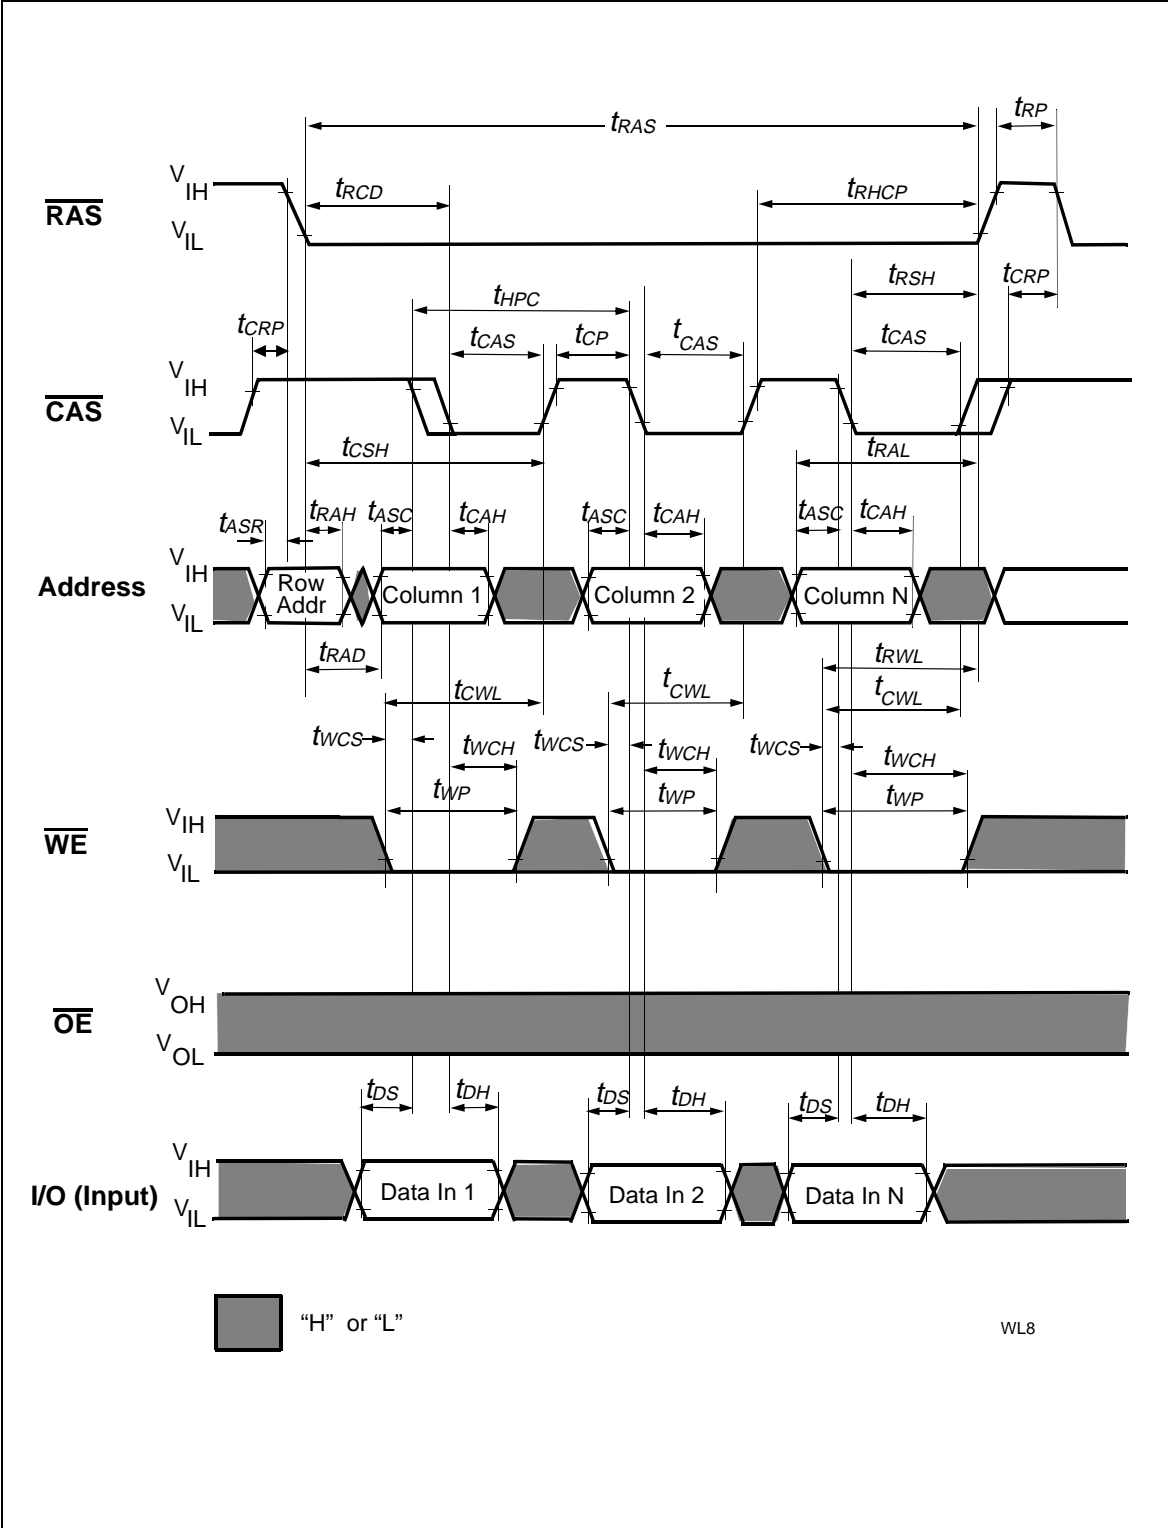 tRAS
tRP
VIH
RAS
VIL
tRCD
tRHCP
tRSH
tCRP
tHPC
tCRP
tCAS
tCP
tCAS
tCAS
VIH
CAS
VIL
tCSH
tRAL
tASR
tRAH
tASC
tCAH
tASC
tCAH
tASC
tCAH
VIH
Address
VIL
Row
Addr
Column 1
Column 2
Column N
tRAD
tRWL
tCWL
tCWL
tCWL
tWCS
tWCH
tWCS
tWCH
tWCS
tWCH
tWP
tWP
tWP
VIH
WE
VIL
VOH
OE
VOL
tDS
tDH
tDS
tDH
tDS
tDH
VIH
I/O (Input)
VIL
Data In 1
Data In 2
Data In N
“H” or “L”
WL8